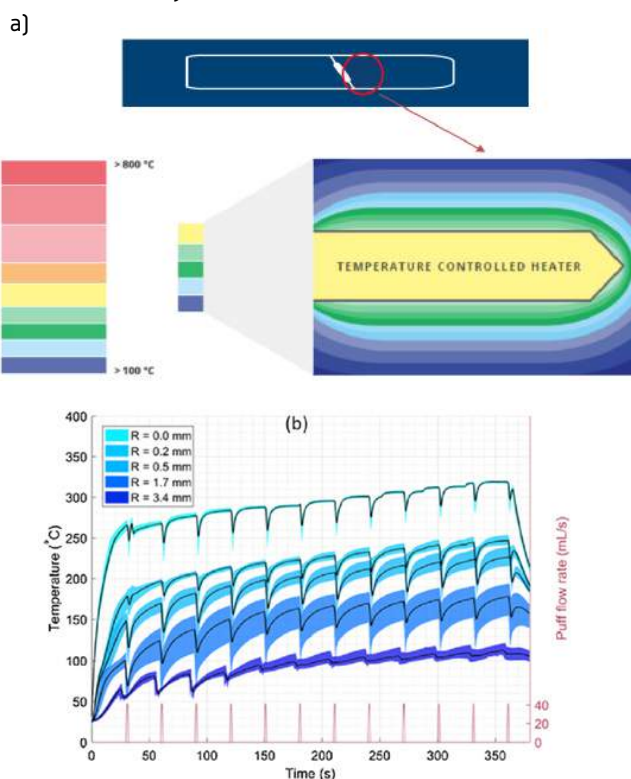 a)
> 800 °C
TEMPERATURE CONTROLLED HEATER
> 100 °C
(b)
R = 0.0 mm
R = 0.2 mm
R = 0.5 mm
R = 1.7 mm
R = 3.4 mm
Temperature (°C)
400
350
300
250
200
150
100
50
0
0 50 100 150 200 250 300 350
Time (s)
Puff flow rate (mL/s)
40
20
0